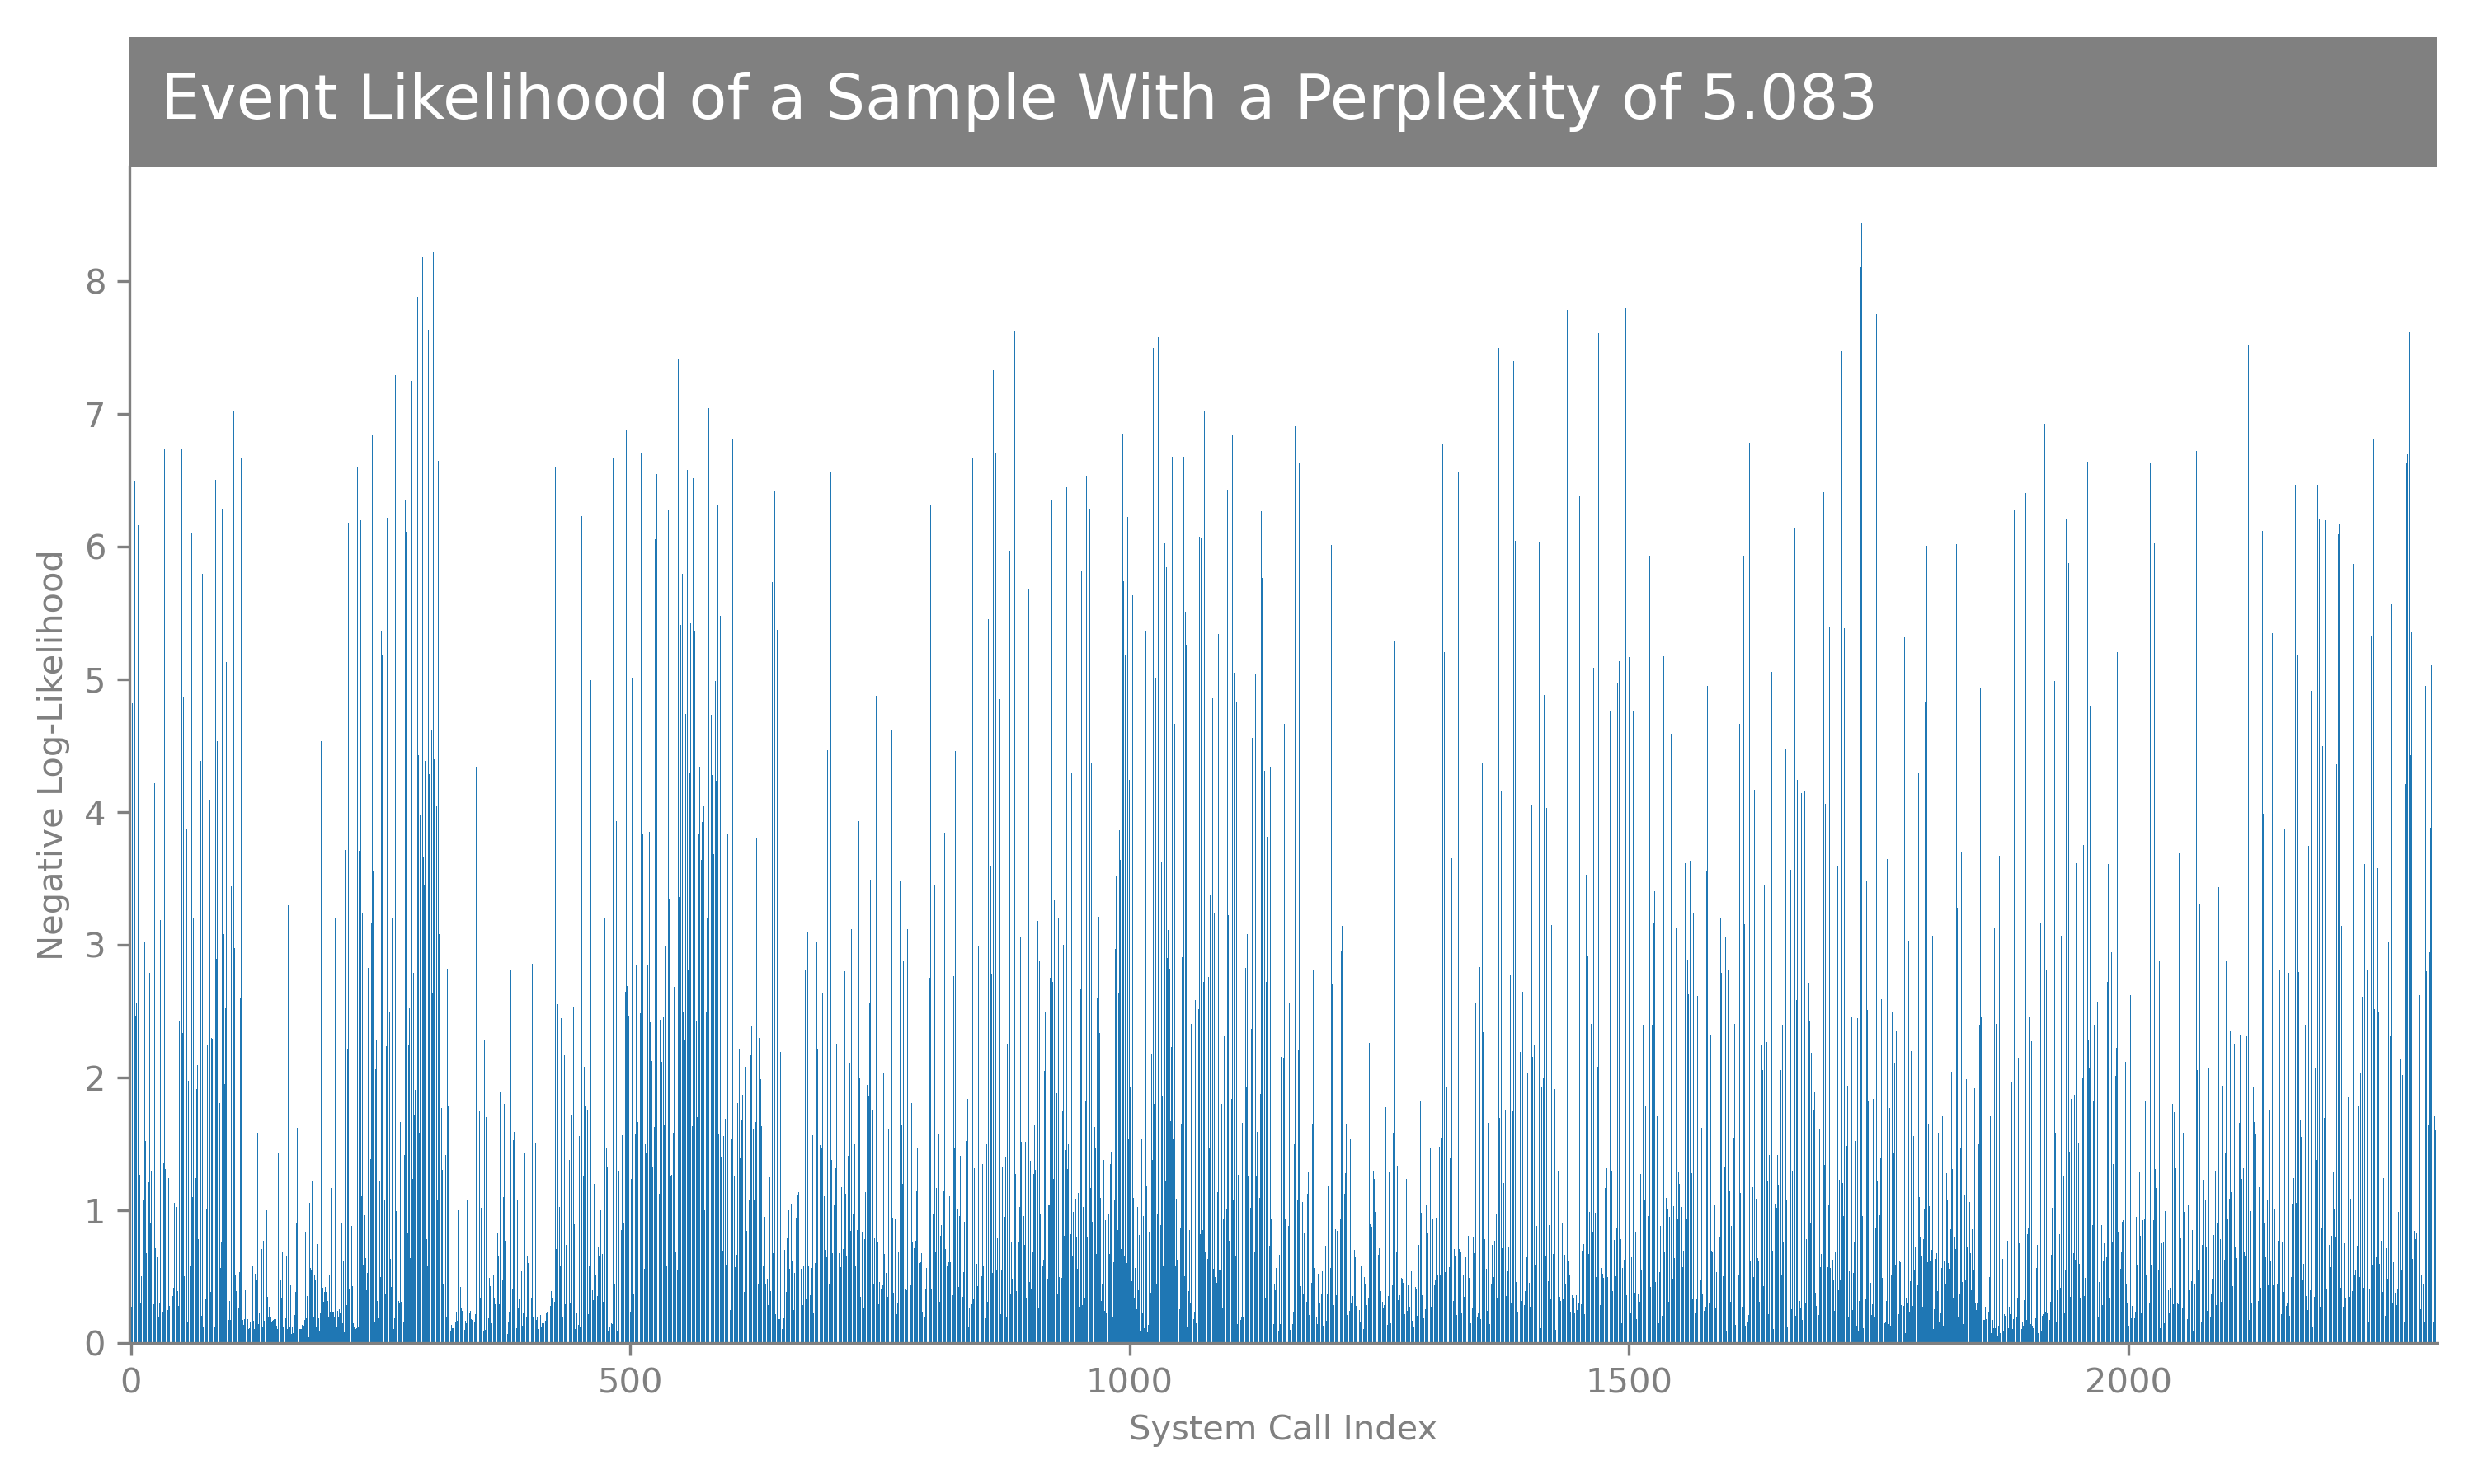 Event Likelihood of a Sample With a Perplexity of 5.083
8
7
6
5
4
3
2
1
0
Negative Log-Likelihood
0 500 1000 1500 2000
System Call Index